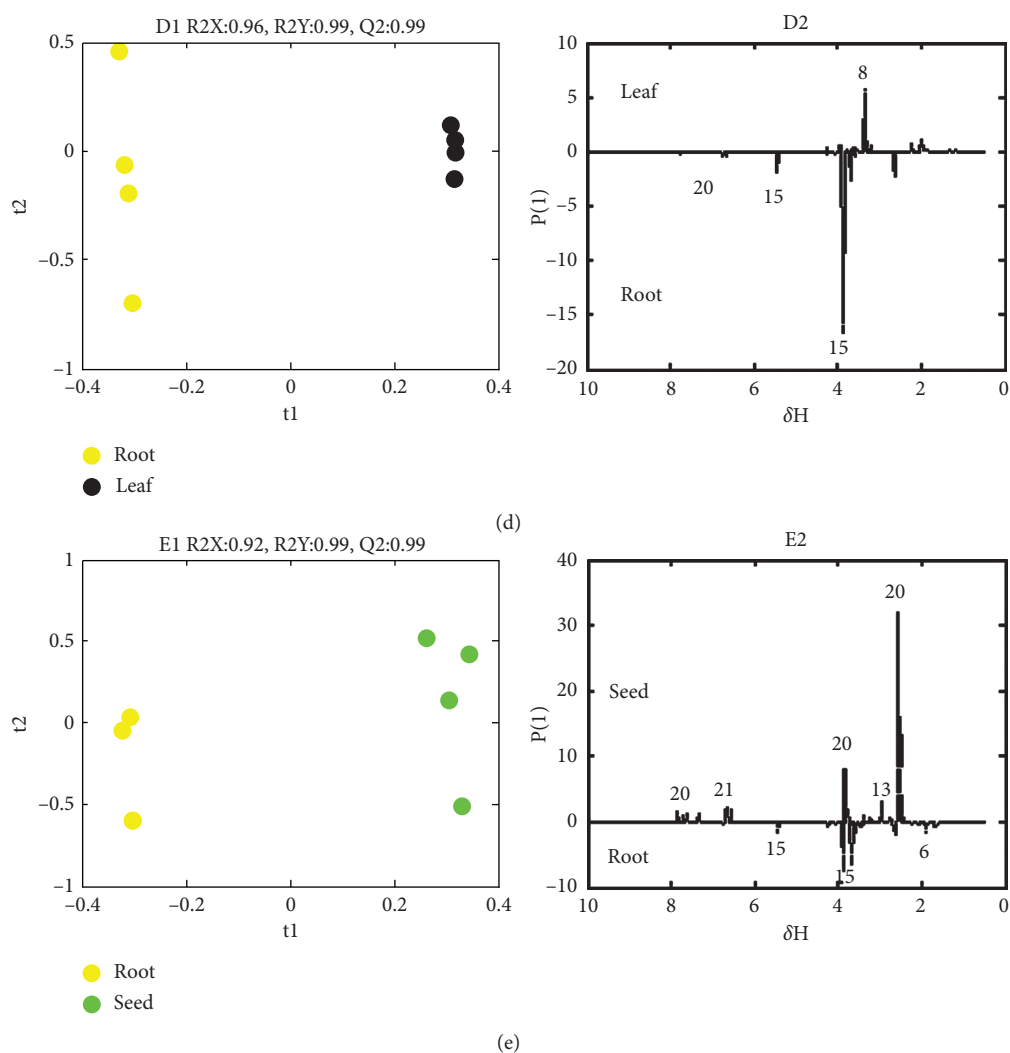 D1 R2X:0.96, R2Y:0.99, Q2:0.99
0.5
0
−0.5
−1
t2
−0.4 −0.2 0 0.2 0.4
t1
Root
Leaf
D2
10
5
0
−5
−10
−15
−20
P(1)
Leaf
Root
8
20
15
15
10 8 6 4 2 0
δH
(d)
E1 R2X:0.92, R2Y:0.99, Q2:0.99
1
0.5
0
−0.5
−1
t2
−0.4 −0.2 0 0.2 0.4
t1
Root
Seed
E2
40
30
20
10
0
−10
P(1)
Seed
Root
20
20
13
20 21
15
15
6
10 8 6 4 2 0
δH
(e)